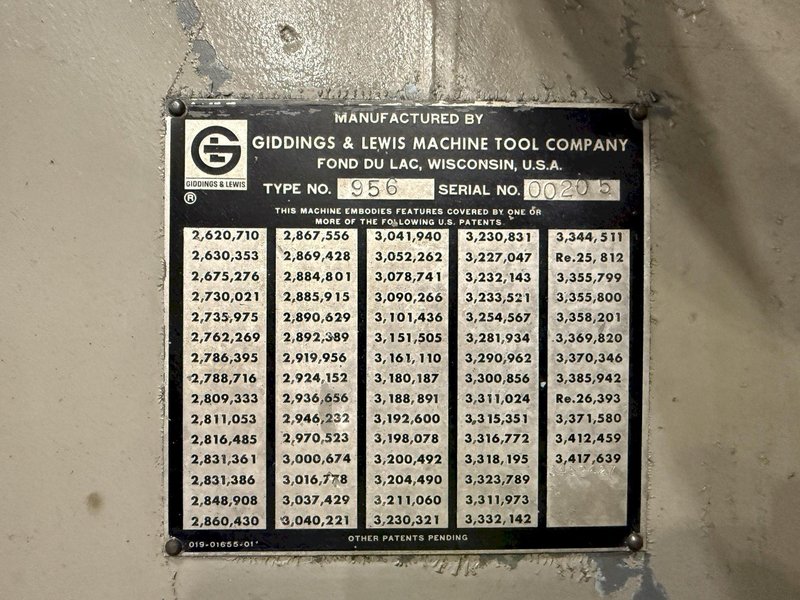 MANUFACTURED BY
GIDDINGS & LEWIS MACHINE TOOL COMPANY
FOND DU LAC, WISCONSIN, U.S.A.
G
GIDDINGS & LEWIS
®
TYPE NO. 956 SERIAL NO. 00205
THIS MACHINE EMBODIES FEATURES COVERED BY ONE OR
MORE OF THE FOLLOWING U.S. PATENTS
2,620,710 2,867,556 3,041,940 3,230,831 3,344,511
2,630,353 2,869,428 3,052,262 3,227,047 Re.25,812
2,675,276 2,884,801 3,078,741 3,232,143 3,355,799
2,730,021 2,885,915 3,090,266 3,233,521 3,355,800
2,735,975 2,890,629 3,101,436 3,254,567 3,358,201
2,762,269 2,892,389 3,151,505 3,281,934 3,369,820
2,786,395 2,919,956 3,161,110 3,290,962 3,370,346
2,788,716 2,924,152 3,180,187 3,300,856 3,385,942
2,809,333 2,936,656 3,188,891 3,311,024 Re.26,393
2,811,053 2,946,232 3,192,600 3,315,351 3,371,580
2,816,485 2,970,523 3,198,078 3,316,772 3,412,459
2,831,361 3,000,674 3,200,492 3,318,195 3,417,639
2,831,386 3,016,778 3,204,490 3,323,789
2,848,908 3,037,429 3,211,060 3,311,973
2,860,430 3,040,221 3,230,321 3,332,142
019-01655-01
OTHER PATENTS PENDING